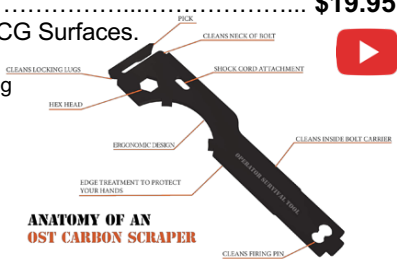 ................................................ $19.95
CG Surfaces.
g
PICK
CLEANS NECK OF BOLT
CLEANS LOCKING LUGS
SHOCK CORD ATTACHMENT
HEX HEAD
ERGONOMIC DESIGN
CLEANS INSIDE BOLT CARRIER
OPERATOR SURVIVAL TOOL
EDGE TREATMENT TO PROTECT
YOUR HANDS
ANATOMY OF AN
OST CARBON SCRAPER
CLEANS FIRING PIN